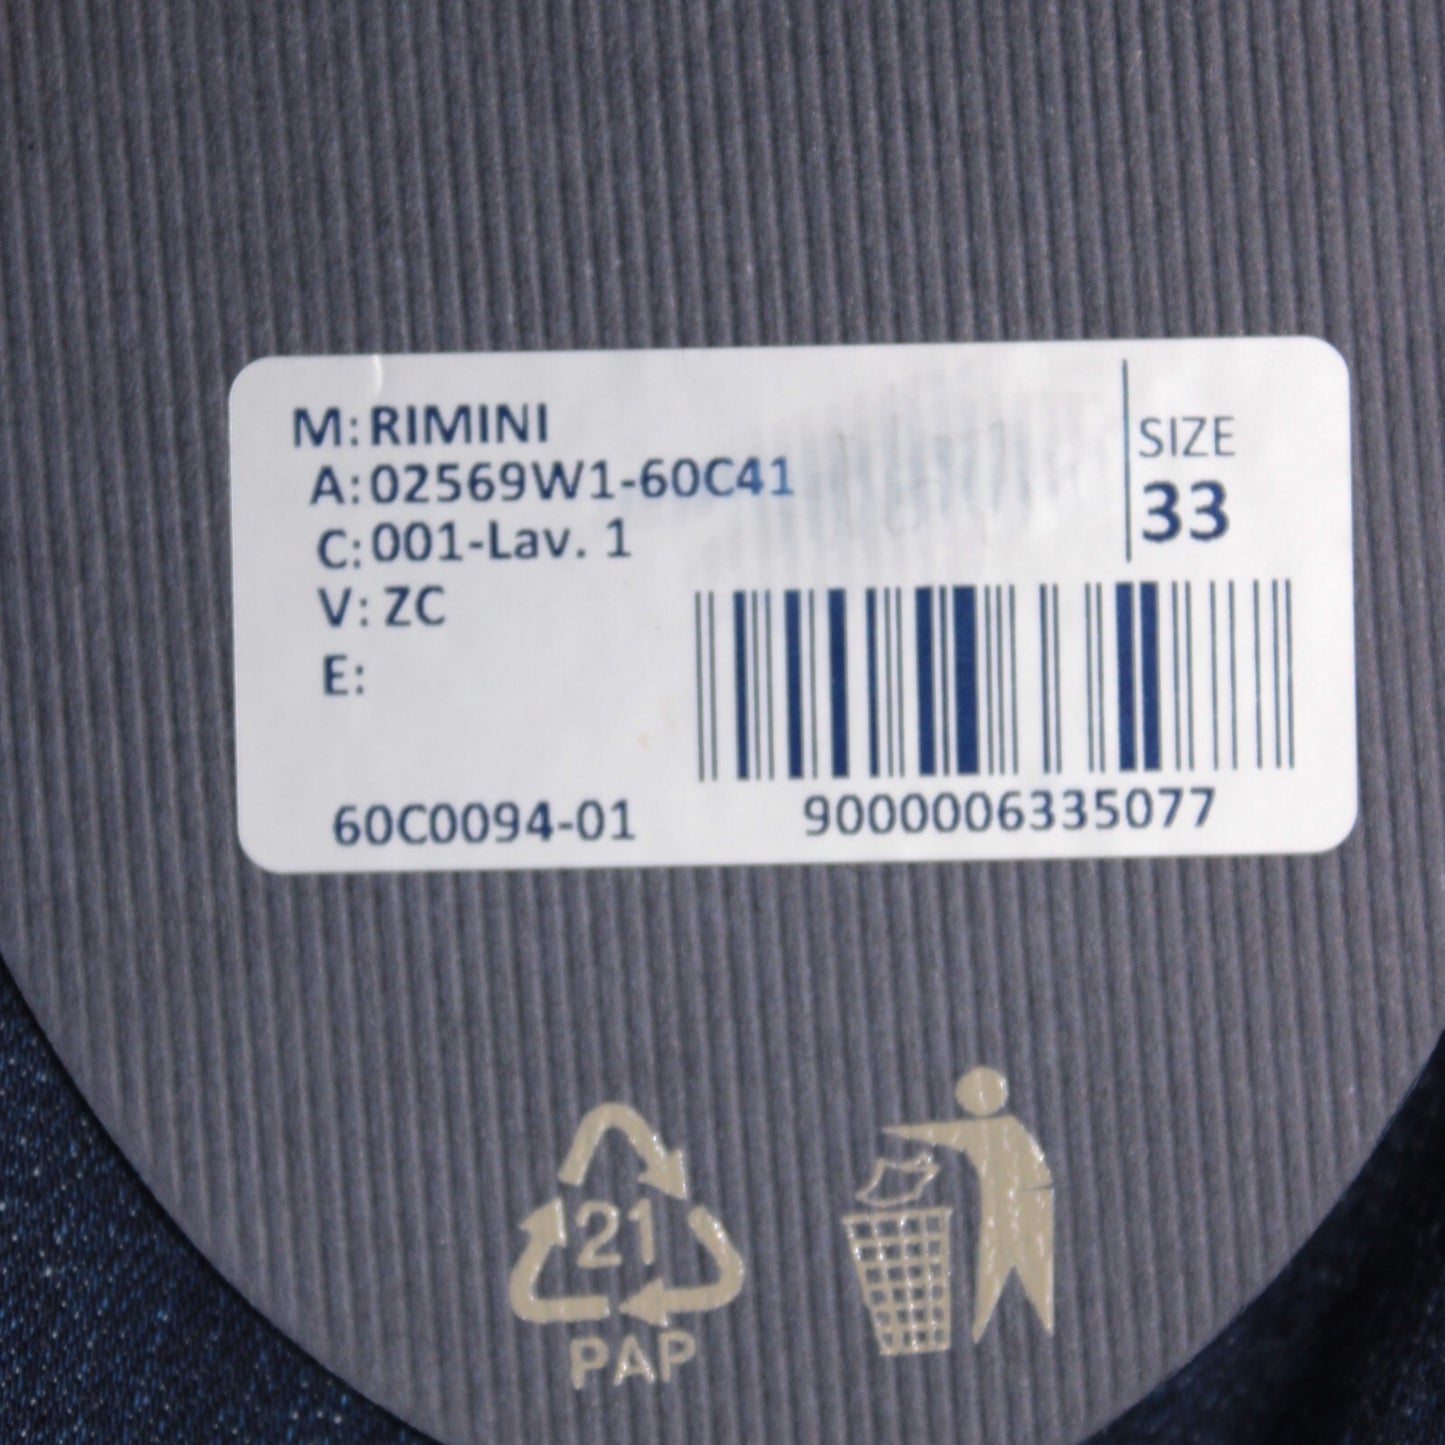 M: RIMINI
A: 02569W1-60C41
C: 001-Lav. 1
V: ZC
E:
SIZE
33
60C0094-01
9000006335077
21
PAP